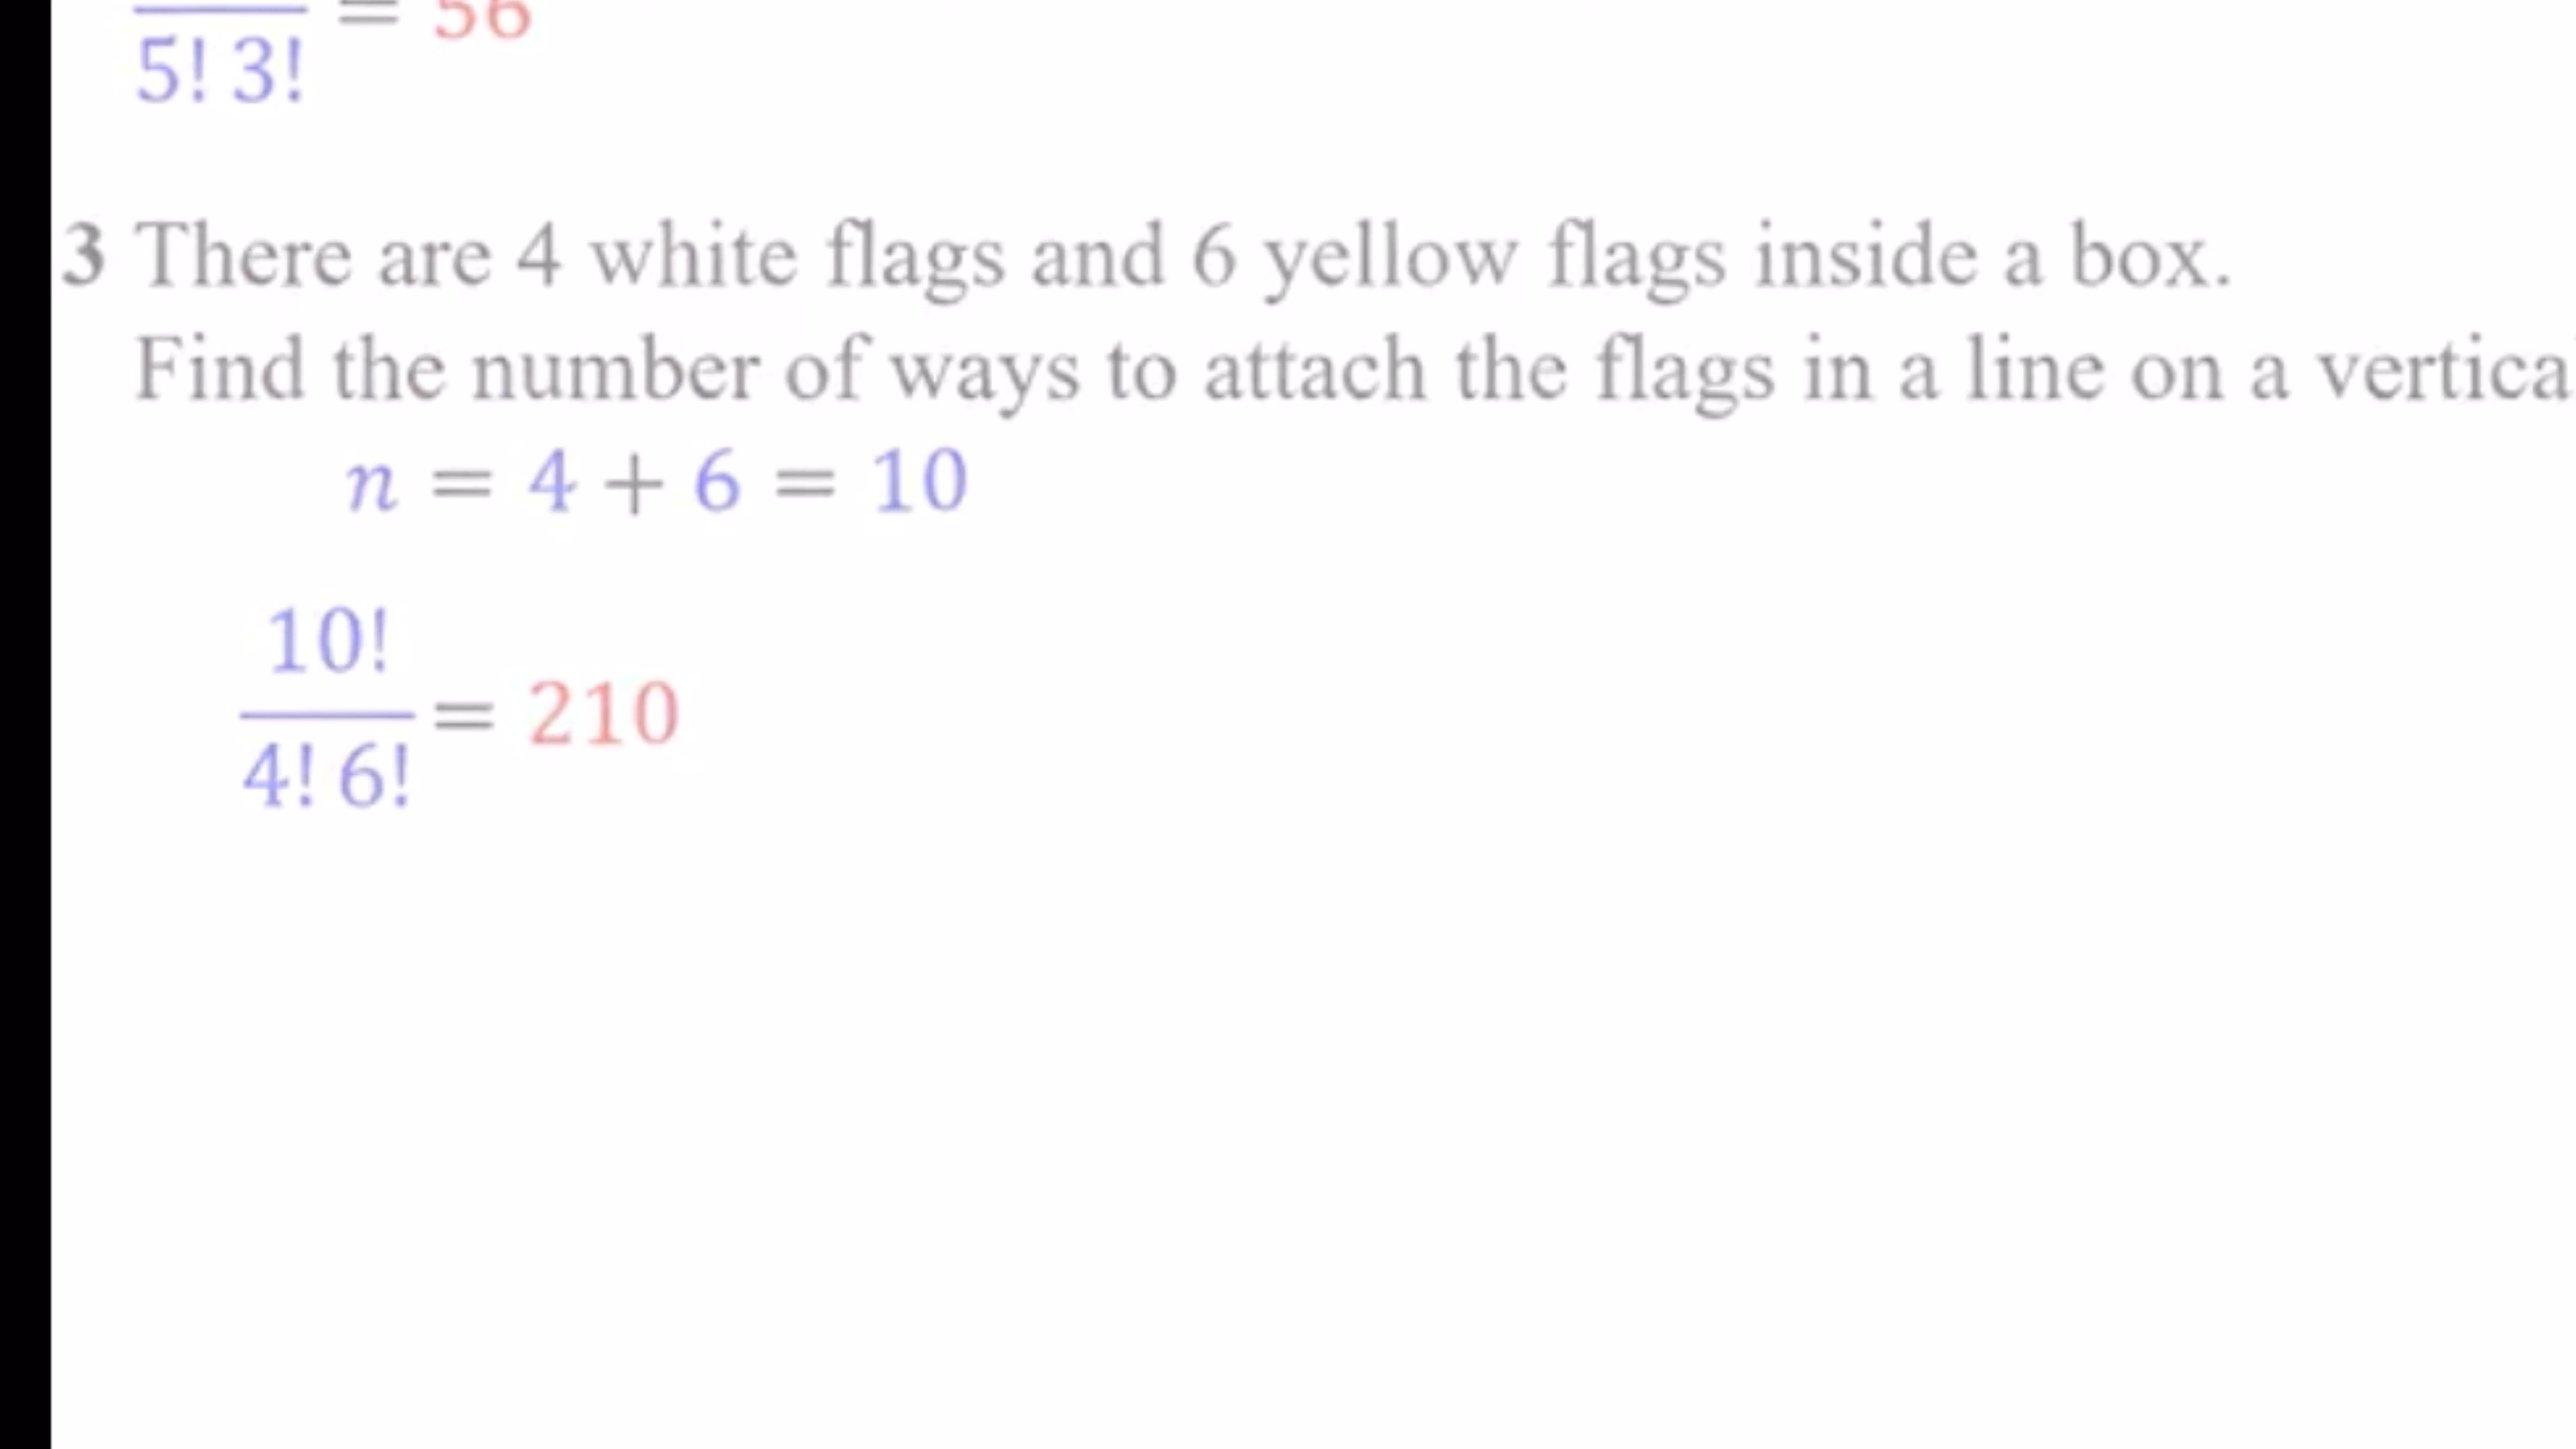 5! 3! = 56
3 There are 4 white flags and 6 yellow flags inside a box.
Find the number of ways to attach the flags in a line on a
n = 4 + 6 = 10
10!
4! 6! = 210